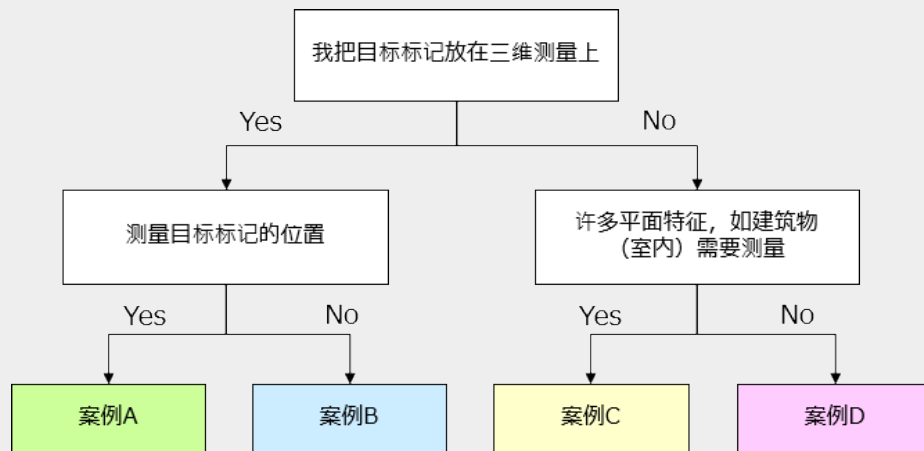 我把目标标记放在三维测量上
Yes
No
测量目标标记的位置
许多平面特征，如建筑物
（室内）需要测量
Yes
No
Yes
No
案例A
案例B
案例C
案例D